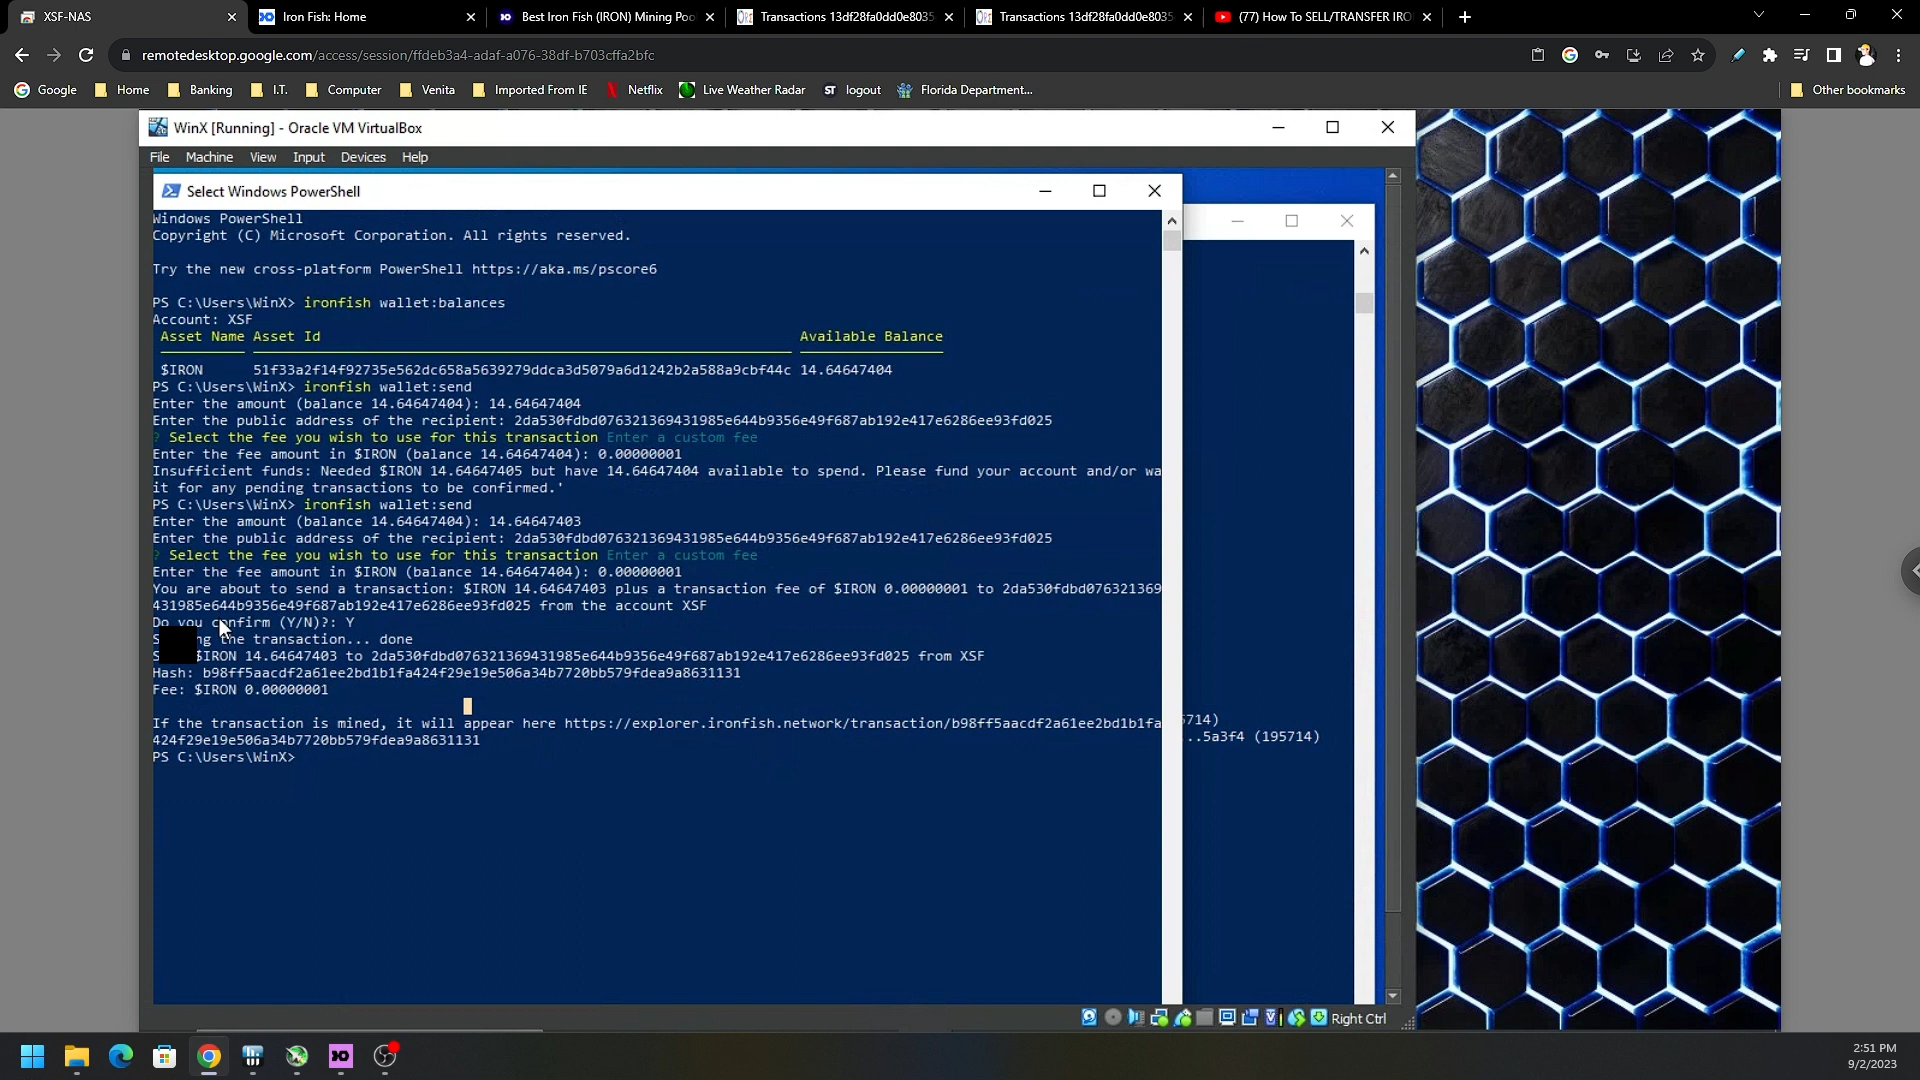 XSF-NAS
Iron Fish: Home
Best Iron Fish (IRON) Mining Poo
Transactions 13df28fa0dd0e8035
Transactions 13df28fa0dd0e8035
(77) How To SELL/TRANSFER IRO
remotedesktop.google.com/access/session/ffdeb3a4-adaf-a076-38df-b703cffa2bfc
Google
Home
Banking
I.T.
Computer
Venita
Imported From IE
Netflix
Live Weather Radar
ST logout
Florida Department...
Other bookmarks
WinX [Running] - Oracle VM VirtualBox
File Machine View Input Devices Help
Select Windows PowerShell
Windows PowerShell
Copyright (C) Microsoft Corporation. All rights reserved.
Try the new cross-platform PowerShell https://aka.ms/pscore6
PS C:\Users\WinX> ironfish wallet:balances
Account: XSF
Asset Name Asset Id Available Balance
$IRON 51f33a2f14f92735e562dc658a5639279ddca3d5079a6d1242b2a588a9cbf44c 14.64647404
PS C:\Users\WinX> ironfish wallet:send
Enter the amount (balance 14.64647404): 14.64647404
Enter the public address of the recipient: 2da530fdbd076321369431985e644b9356e49f687ab192e417e6286ee93fd025
? Select the fee you wish to use for this transaction Enter a custom fee
Enter the fee amount in $IRON (balance 14.64647404): 0.00000001
Insufficient funds: Needed $IRON 14.64647405 but have 14.64647404 available to spend. Please fund your account and/or wa
it for any pending transactions to be confirmed.'
PS C:\Users\WinX> ironfish wallet:send
Enter the amount (balance 14.64647404): 14.64647403
Enter the public address of the recipient: 2da530fdbd076321369431985e644b9356e49f687ab192e417e6286ee93fd025
? Select the fee you wish to use for this transaction Enter a custom fee
Enter the fee amount in $IRON (balance 14.64647404): 0.00000001
You are about to send a transaction: $IRON 14.64647403 plus a transaction fee of $IRON 0.00000001 to 2da530fdbd076321369
431985e644b9356e49f687ab192e417e6286ee93fd025 from the account XSF
Do you confirm (Y/N)?: Y
the transaction... done
$IRON 14.64647403 to 2da530fdbd076321369431985e644b9356e49f687ab192e417e6286ee93fd025 from XSF
Hash: b98ff5aacdf2a61ee2bd1b1fa424f29e19e506a34b7720bb579fdea9a8631131
Fee: $IRON 0.00000001
If the transaction is mined, it will appear here https://explorer.ironfish.network/transaction/b98ff5aacdf2a61ee2bd1b1fa
5714)
424f29e19e506a34b7720bb579fdea9a8631131
..5a3f4 (195714)
PS C:\Users\WinX>
Right Ctrl
2:51 PM
9/2/2023